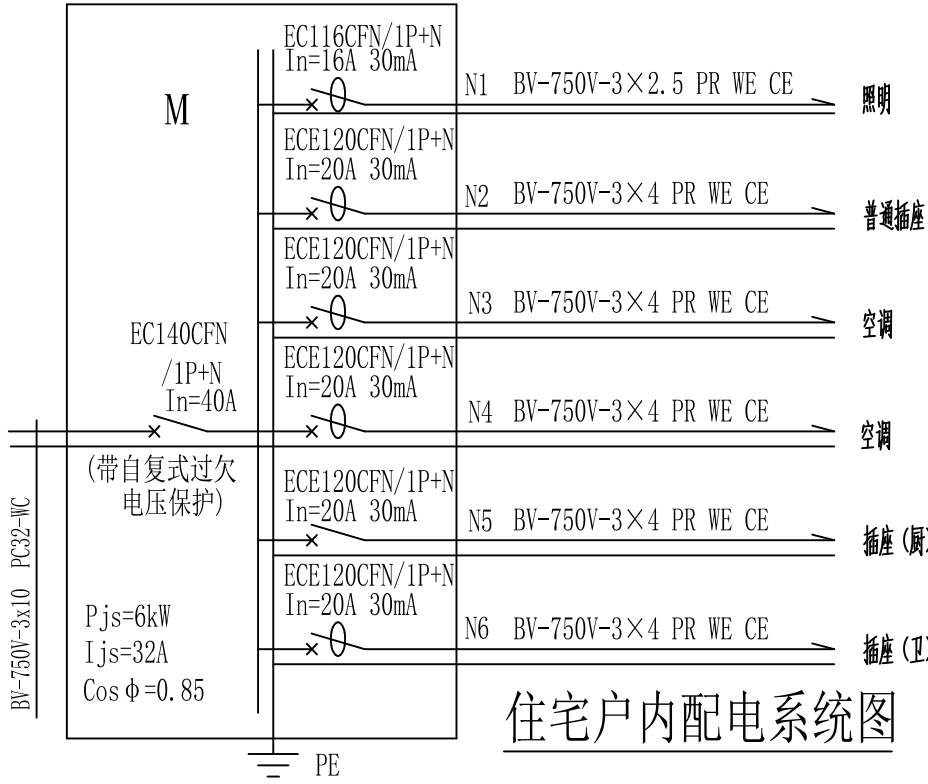 M
EC116CFN/1P+N
In=16A 30mA
N1 BV-750V-3×2.5 PR WE CE
照明
ECE120CFN/1P+N
In=20A 30mA
N2 BV-750V-3×4 PR WE CE
普通插座
ECE120CFN/1P+N
In=20A 30mA
N3 BV-750V-3×4 PR WE CE
空调
ECE120CFN/1P+N
In=20A 30mA
N4 BV-750V-3×4 PR WE CE
空调
ECE120CFN/1P+N
In=20A 30mA
N5 BV-750V-3×4 PR WE CE
插座(厨)
ECE120CFN/1P+N
In=20A 30mA
N6 BV-750V-3×4 PR WE CE
插座(卫)
EC140CFN
/1P+N
In=40A
(带自复式过欠
电压保护)
BV-750V-3x10 PC32-WC
Pjs=6kW
Ijs=32A
Cosφ=0.85
PE
住宅户内配电系统图